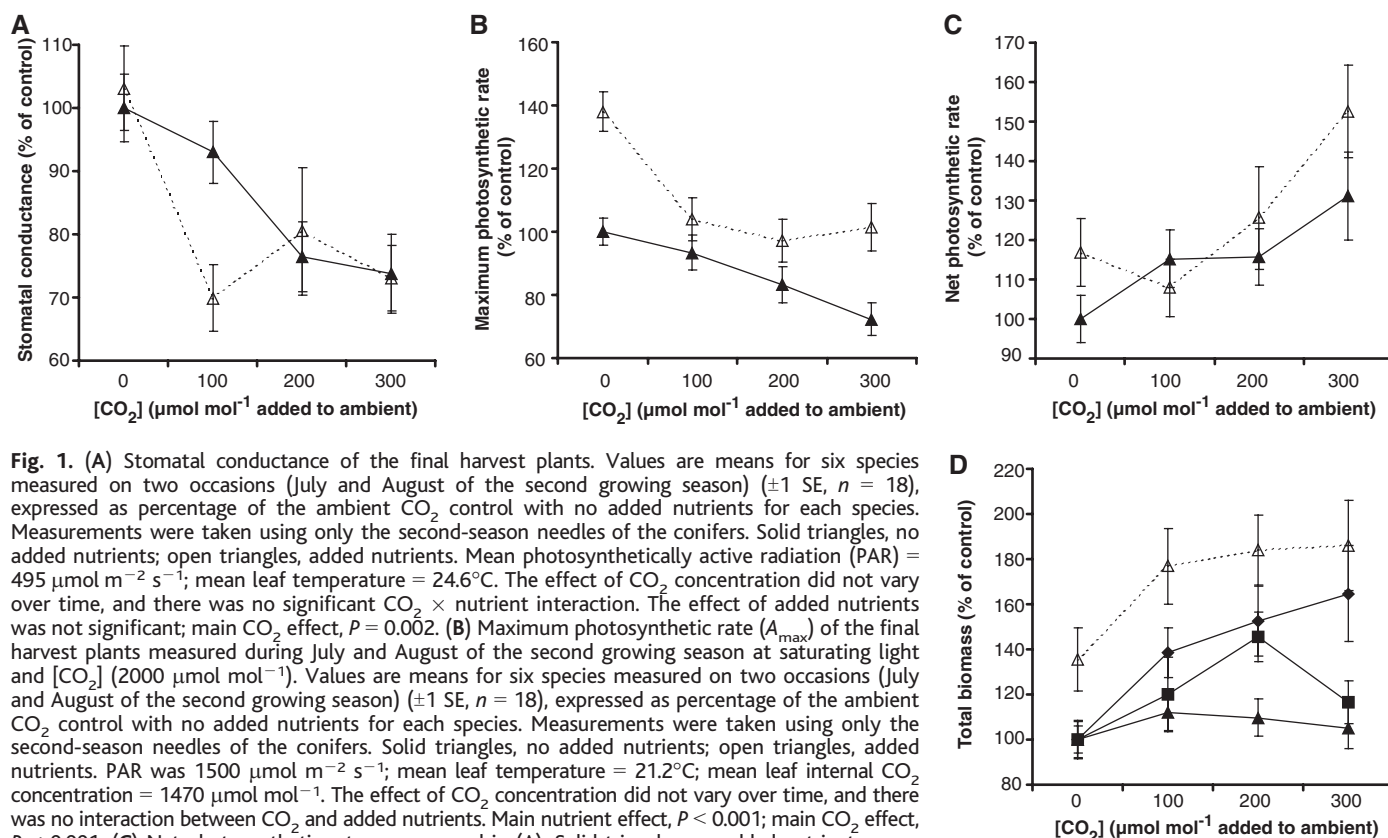 A
110
100
90
80
70
60
Stomatal conductance (% of control)
0 100 200 300
[CO₂] (µmol mol⁻¹ added to ambient)
B
160
140
120
100
80
60
Maximum photosynthetic rate
(% of control)
0 100 200 300
[CO₂] (µmol mol⁻¹ added to ambient)
C
170
160
150
140
130
120
110
100
90
Net photosynthetic rate
(% of control)
0 100 200 300
[CO₂] (µmol mol⁻¹ added to ambient)
Fig. 1. (A) Stomatal conductance of the final harvest plants. Values are means for six species
measured on two occasions (July and August of the second growing season) (±1 SE, n = 18),
expressed as percentage of the ambient CO₂ control with no added nutrients for each species.
Measurements were taken using only the second-season needles of the conifers. Solid triangles, no
added nutrients; open triangles, added nutrients. Mean photosynthetically active radiation (PAR) =
495 µmol m⁻² s⁻¹; mean leaf temperature = 24.6°C. The effect of CO₂ concentration did not vary
over time, and there was no significant CO₂ × nutrient interaction. The effect of added nutrients
was not significant; main CO₂ effect, P = 0.002. (B) Maximum photosynthetic rate (Amax) of the final
harvest plants measured during July and August of the second growing season at saturating light
and [CO₂] (2000 µmol mol⁻¹). Values are means for six species measured on two occasions (July
and August of the second growing season) (±1 SE, n = 18), expressed as percentage of the ambient
CO₂ control with no added nutrients for each species. Measurements were taken using only the
second-season needles of the conifers. Solid triangles, no added nutrients; open triangles, added
nutrients. PAR was 1500 µmol m⁻² s⁻¹; mean leaf temperature = 21.2°C; mean leaf internal CO₂
concentration = 1470 µmol mol⁻¹. The effect of CO₂ concentration did not vary over time, and there
was no interaction between CO₂ and added nutrients. Main nutrient effect, P < 0.001; main CO₂ effect,
D
220
200
180
160
140
120
100
80
Total biomass (% of control)
0 100 200 300
[CO₂] (µmol mol⁻¹ added to ambient)